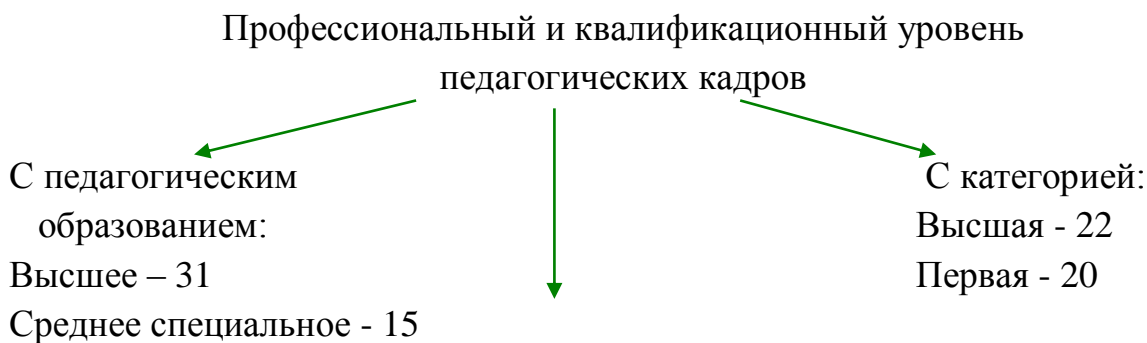 Профессиональный и квалификационный уровень
педагогических кадров
С педагогическим
образованием:
Высшее – 31
Среднее специальное - 15
С категорией:
Высшая - 22
Первая - 20